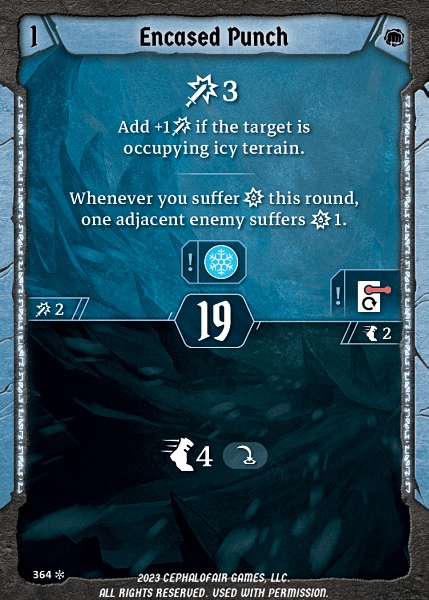 1
Encased Punch
3
Add +1 if the target is
occupying icy terrain.
Whenever you suffer this round,
one adjacent enemy suffers 1.
!
!
2
19
2
4
364
2023 CEPHALOFAIR GAMES, LLC.
ALL RIGHTS RESERVED. USED WITH PERMISSION.